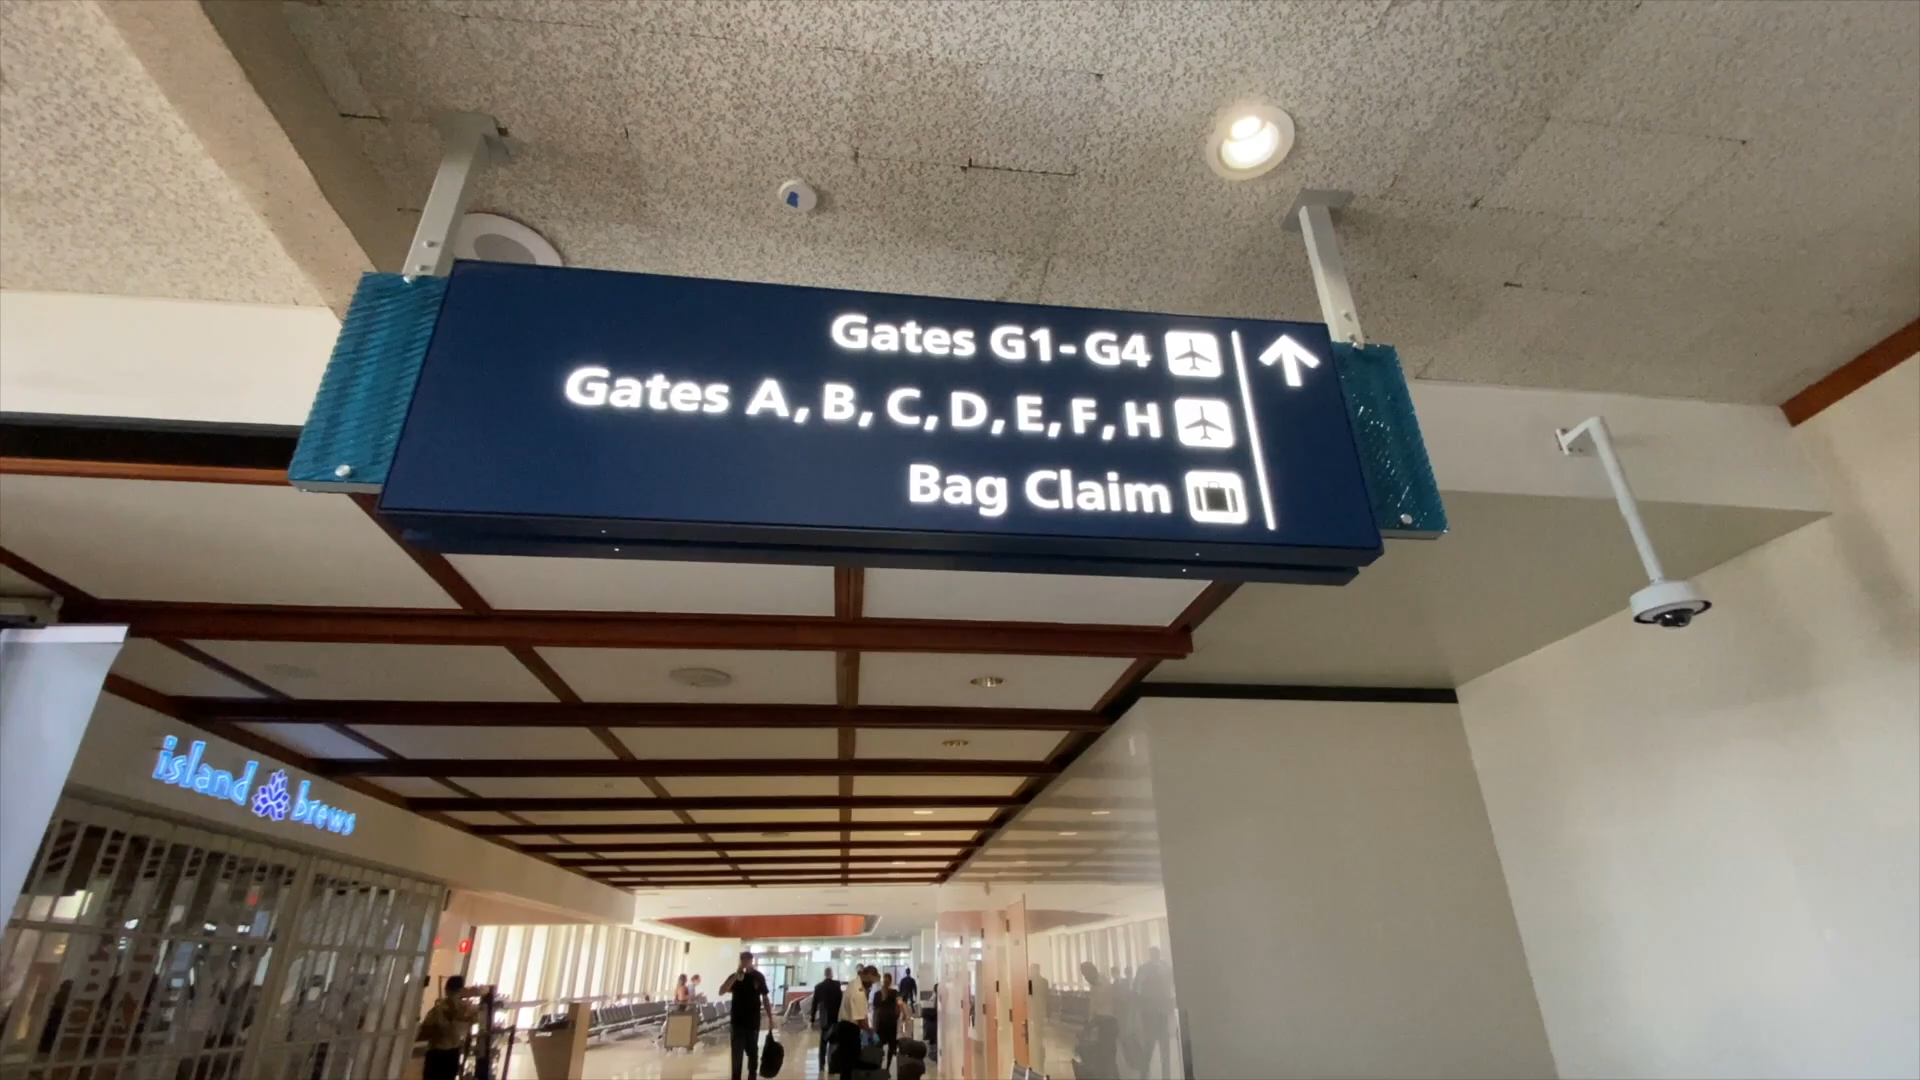 Gates G1-G4
Gates A, B, C, D, E, F, H
Bag Claim
island brews